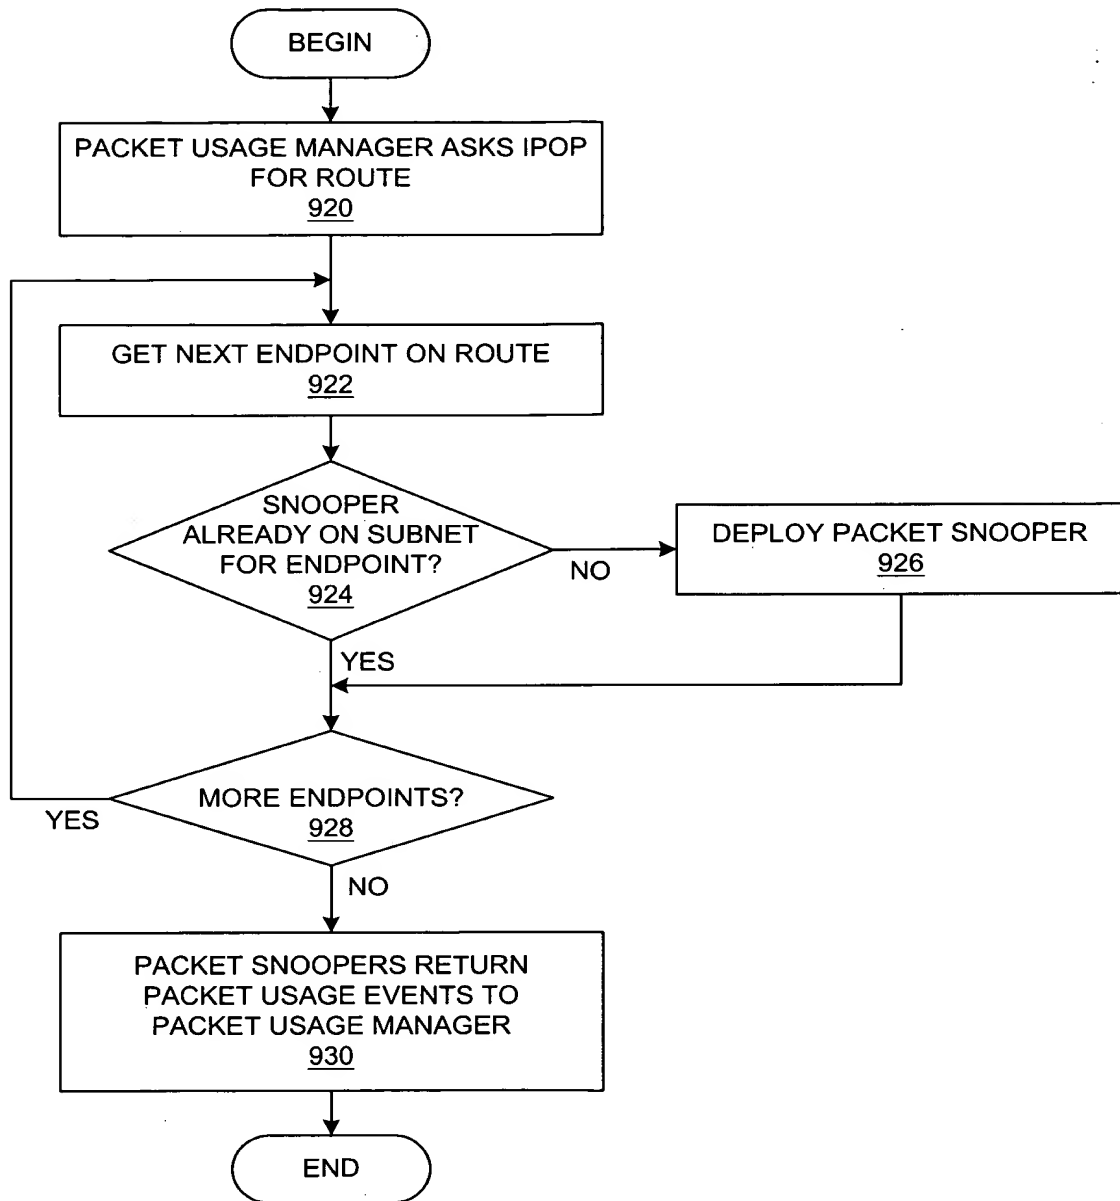 BEGIN
PACKET USAGE MANAGER ASKS IPOP
FOR ROUTE
920
GET NEXT ENDPOINT ON ROUTE
922
SNOOPER
ALREADY ON SUBNET
FOR ENDPOINT?
924
NO
DEPLOY PACKET SNOOPER
926
YES
MORE ENDPOINTS?
928
YES
NO
PACKET SNOOPERS RETURN
PACKET USAGE EVENTS TO
PACKET USAGE MANAGER
930
END